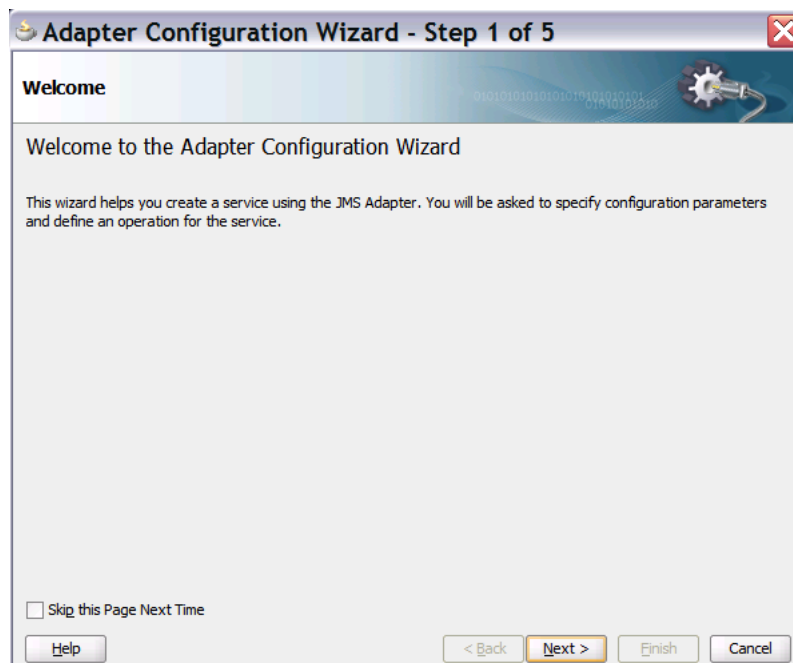 Adapter Configuration Wizard - Step 1 of 5
Welcome
Welcome to the Adapter Configuration Wizard
This wizard helps you create a service using the JMS Adapter. You will be asked to specify configuration parameters
and define an operation for the service.
Skip this Page Next Time
Help < Back Next > Finish Cancel